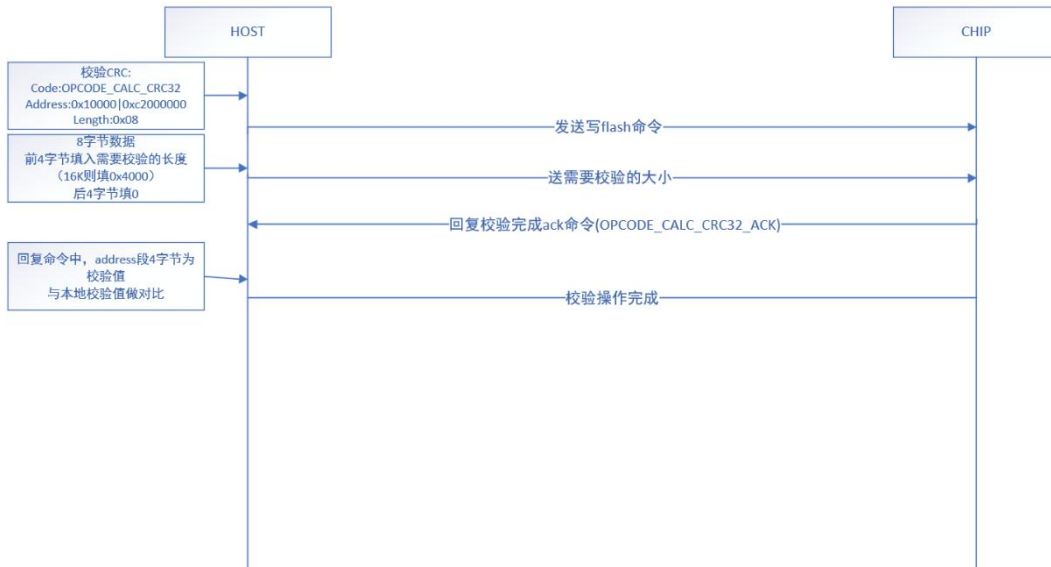 HOST
CHIP
校验CRC:
Code:OPCODE_CALC_CRC32
Address:0x10000|0xc2000000
Length:0x08
发送写flash命令
8字节数据
前4字节填入需要校验的长度
（16K则填0x4000）
后4字节填0
送需要校验的大小
回复校验完成ack命令(OPCODE_CALC_CRC32_ACK)
回复命令中，address段4字节为
校验值
与本地校验值做对比
校验操作完成